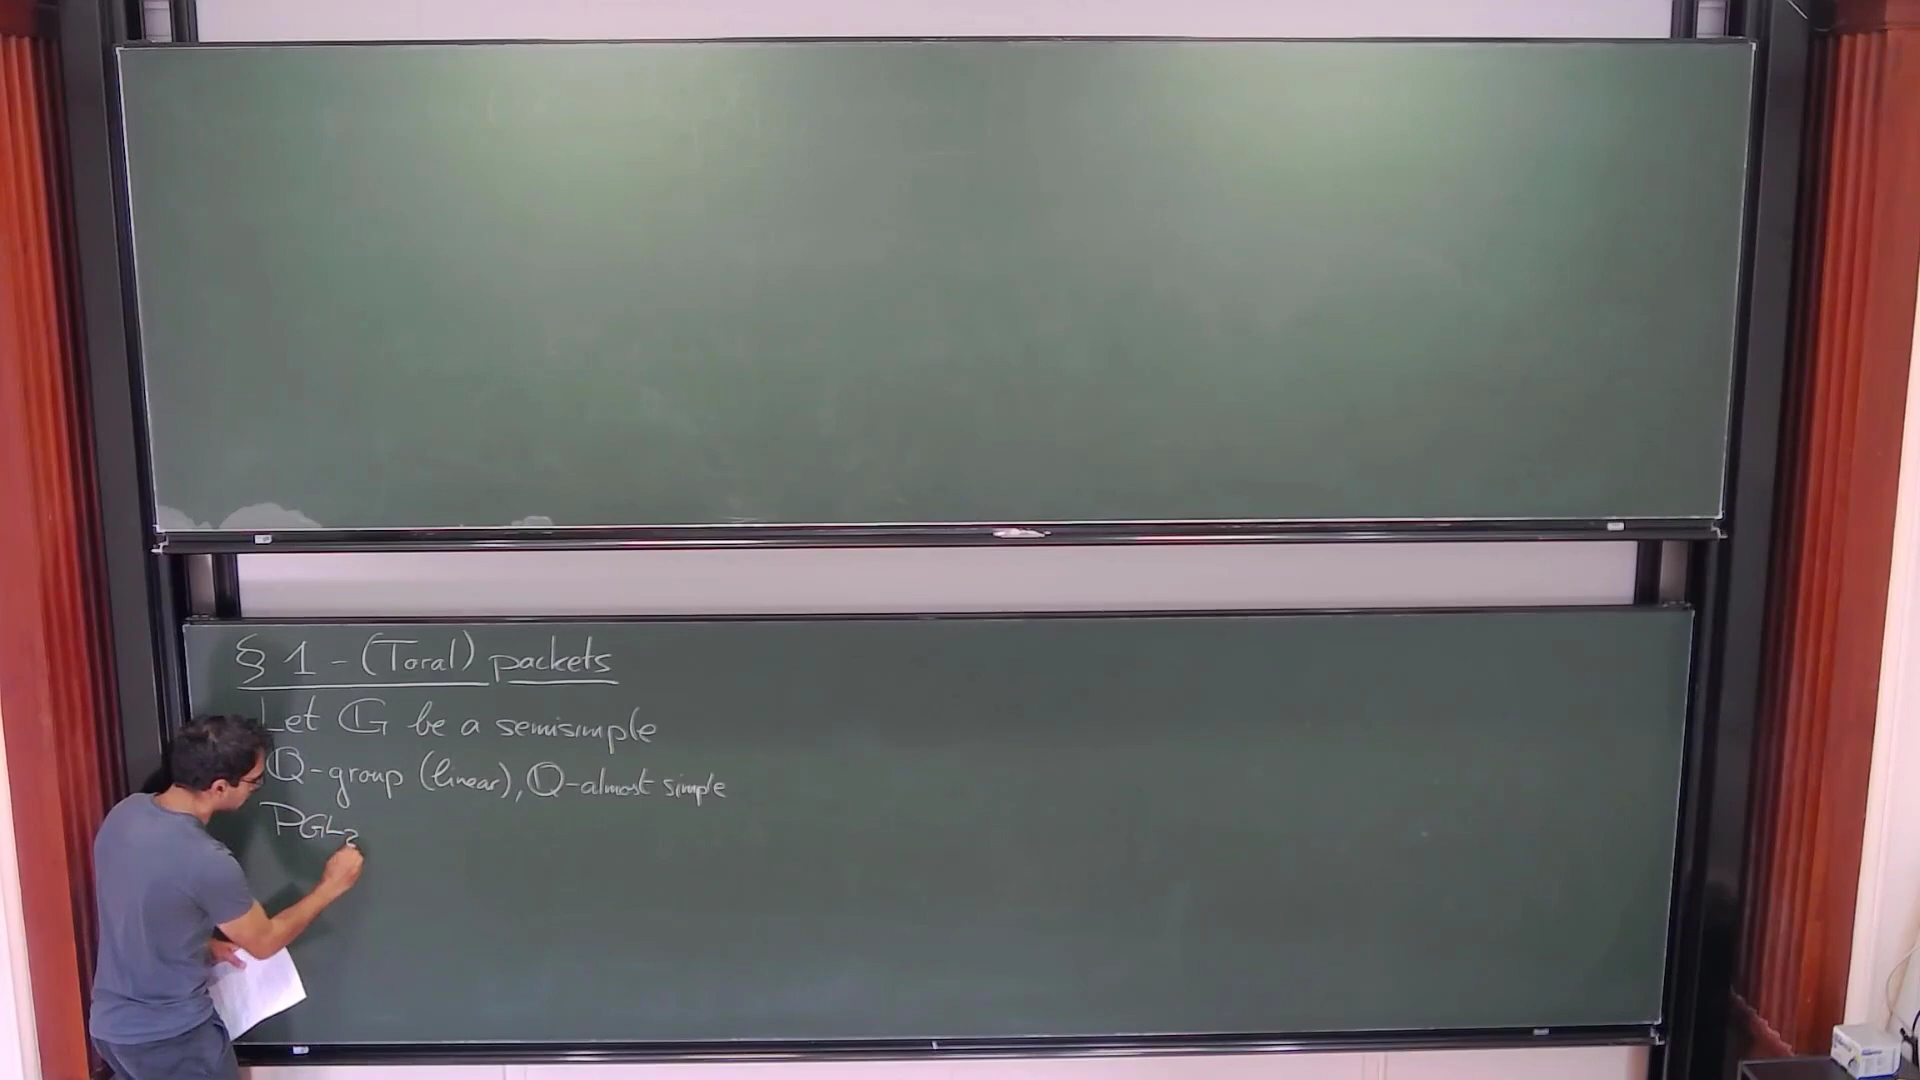 § 1 - (Toral) packets
Let 𝔾 be a semisimple
ℚ-group (linear), ℚ-almost simple
PGL₂